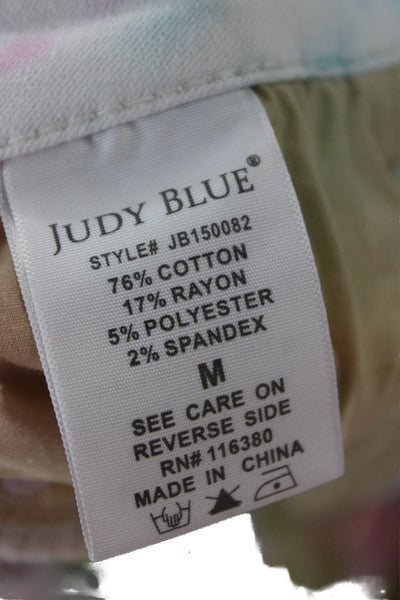 JUDY BLUE®
STYLE# JB150082
76% COTTON
17% RAYON
5% POLYESTER
2% SPANDEX
M
SEE CARE ON
REVERSE SIDE
RN# 116380
MADE IN CHINA